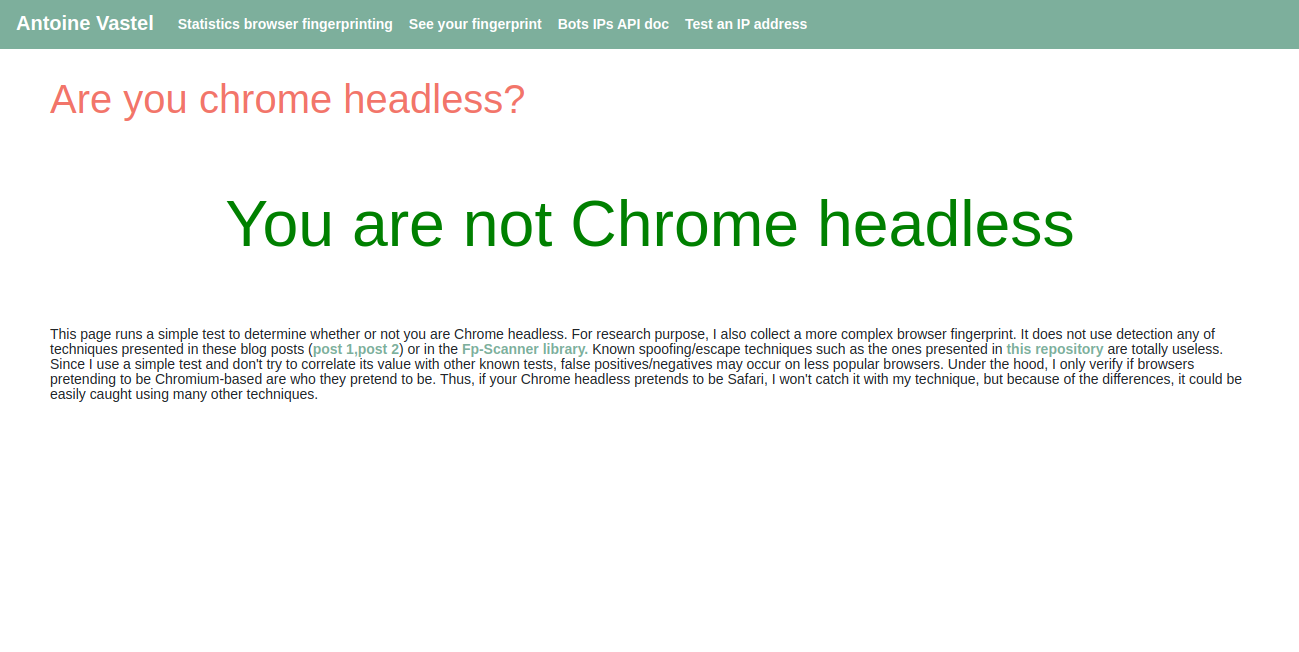 Antoine Vastel Statistics browser fingerprinting See your fingerprint Bots IPs API doc Test an IP address
Are you chrome headless?
You are not Chrome headless
This page runs a simple test to determine whether or not you are Chrome headless. For research purpose, I also collect a more complex browser fingerprint. It does not use detection any of
techniques presented in these blog posts (post 1,post 2) or in the Fp-Scanner library. Known spoofing/escape techniques such as the ones presented in this repository are totally useless.
Since I use a simple test and don't try to correlate its value with other known tests, false positives/negatives may occur on less popular browsers. Under the hood, I only verify if browsers
pretending to be Chromium-based are who they pretend to be. Thus, if your Chrome headless pretends to be Safari, I won't catch it with my technique, but because of the differences, it could be
easily caught using many other techniques.